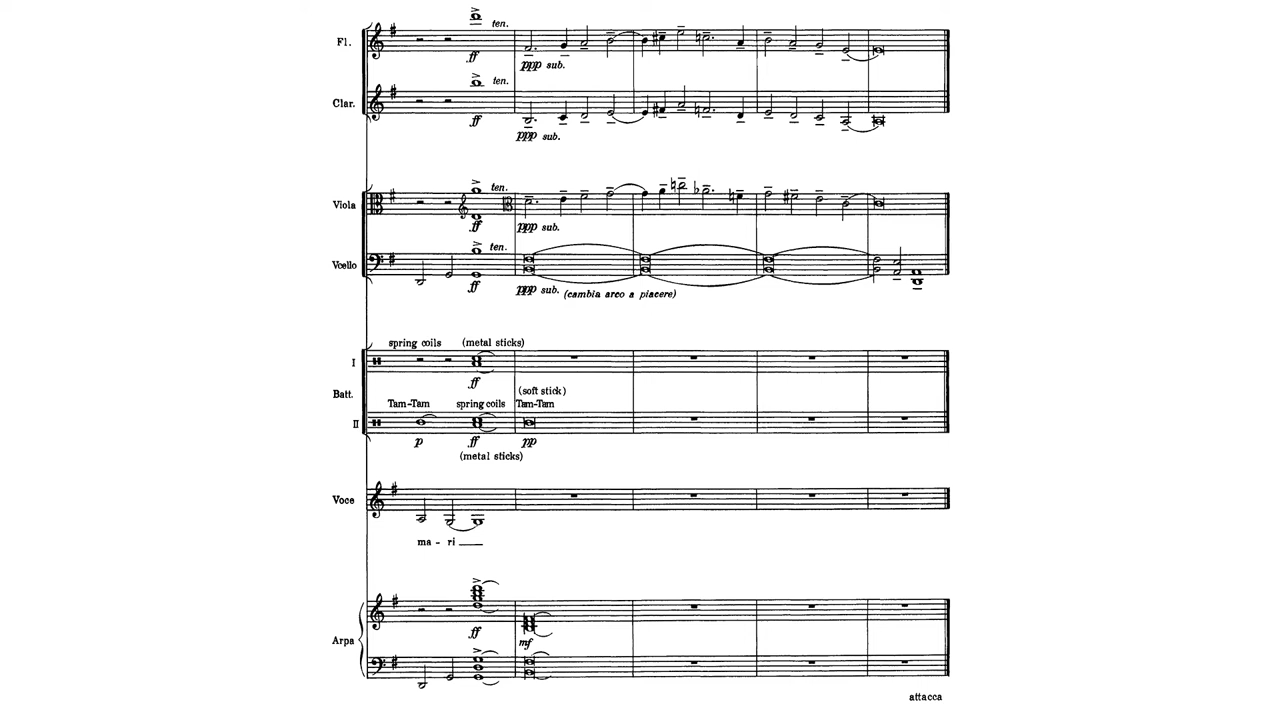 ten.
Fl.
ff
ppp sub.
ten.
Clar.
ff
ppp sub.
ten.
Viola
ff
ppp sub.
ten.
Vcello
ff
ppp sub. (cambia arco a piacere)
spring coils (metal sticks)
I
ff
Batt.
(soft stick)
Tam-Tam spring coils Tam-Tam
II
p ff pp
(metal sticks)
Voce
ma - ri
ff
Arpa
mf
attacca